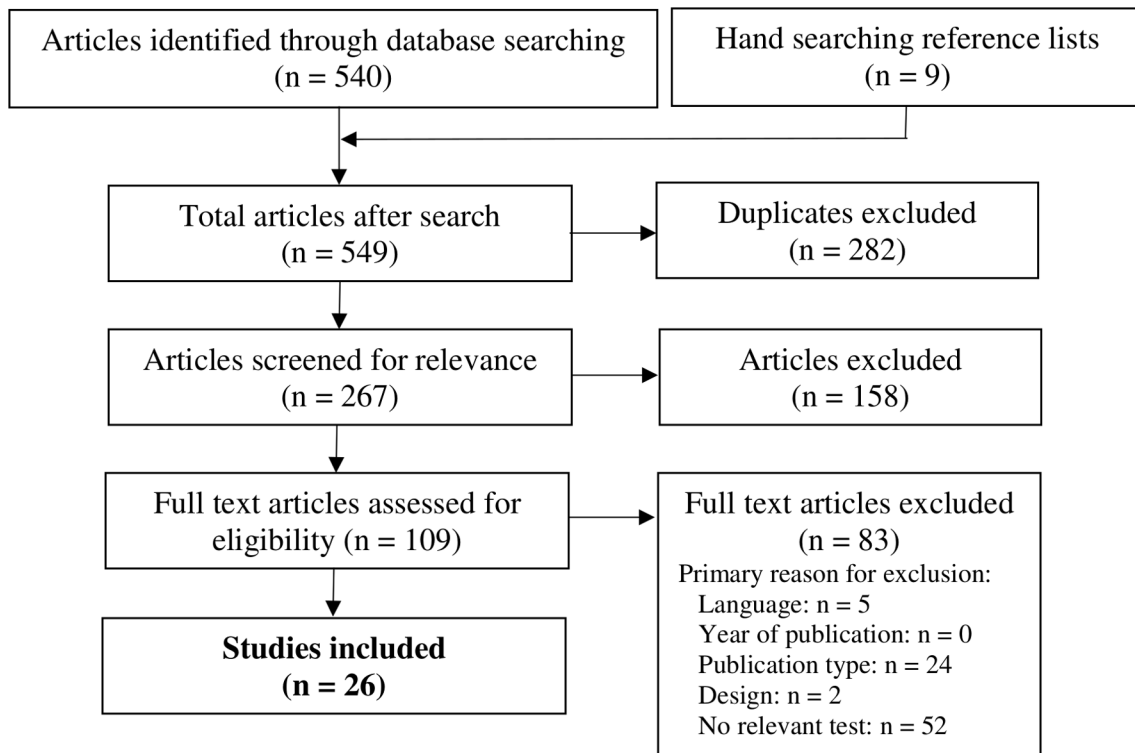 Articles identified through database searching
(n = 540)
Hand searching reference lists
(n = 9)
Total articles after search
(n = 549)
Duplicates excluded
(n = 282)
Articles screened for relevance
(n = 267)
Articles excluded
(n = 158)
Full text articles assessed for
eligibility (n = 109)
Full text articles excluded
(n = 83)
Primary reason for exclusion:
Language: n = 5
Year of publication: n = 0
Publication type: n = 24
Design: n = 2
No relevant test: n = 52
Studies included
(n = 26)